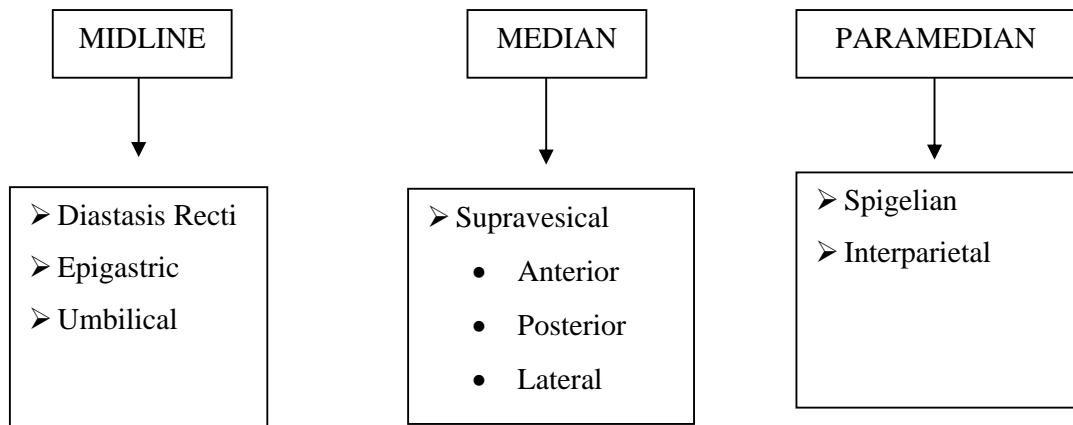 MIDLINE
➢ Diastasis Recti
➢ Epigastric
➢ Umbilical
MEDIAN
➢ Supravesical
• Anterior
• Posterior
• Lateral
PARAMEDIAN
➢ Spigelian
➢ Interparietal